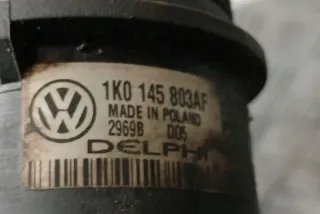 1K0 145 803AF
MADE IN POLAND
2969B D05
DELPHI